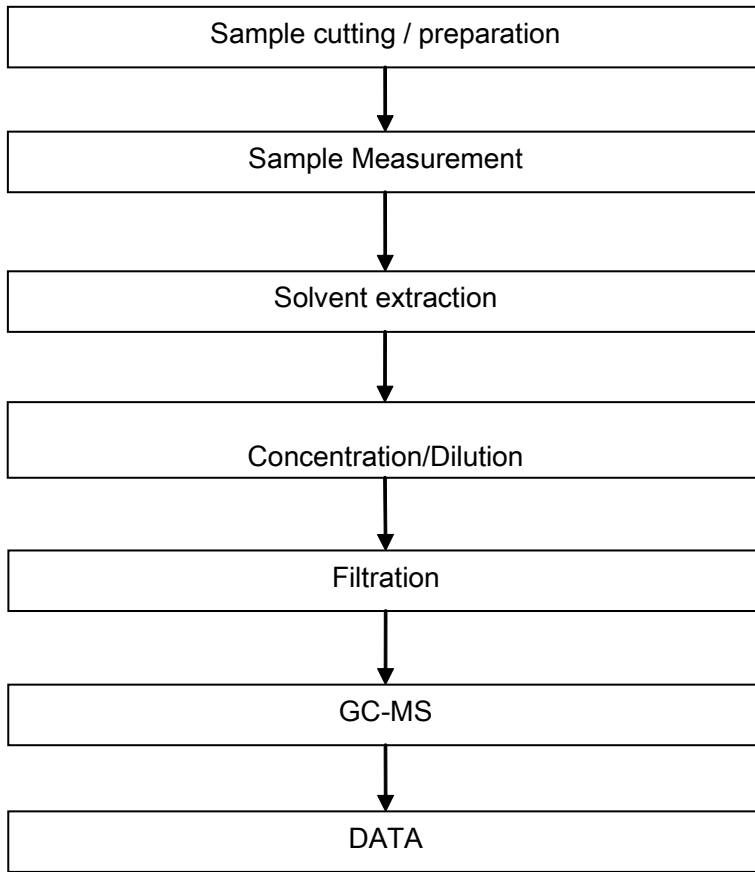 Sample cutting / preparation
Sample Measurement
Solvent extraction
Concentration/Dilution
Filtration
GC-MS
DATA